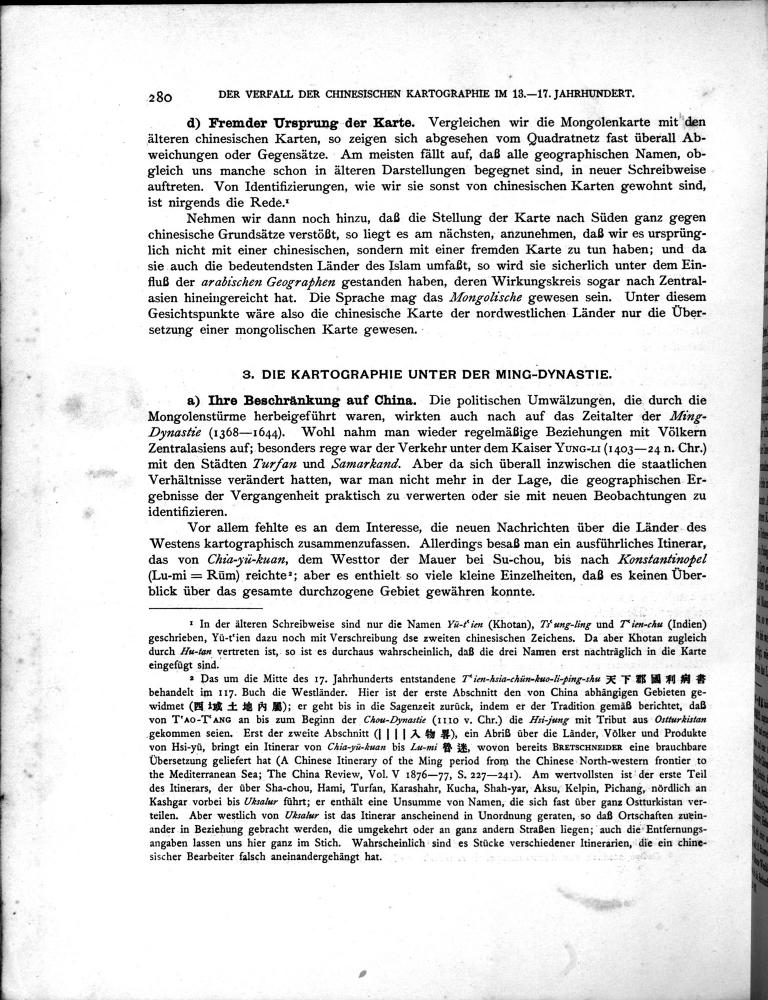 280
DER VERFALL DER CHINESISCHEN KARTOGRAPHIE IM 13.—17. JAHRHUNDERT.
d) Fremder Ursprung der Karte. Vergleichen wir die Mongolenkarte mit den
älteren chinesischen Karten, so zeigen sich abgesehen vom Quadratnetz fast überall Ab-
weichungen oder Gegensätze. Am meisten fällt auf, daß alle geographischen Namen, ob-
gleich uns manche schon in älteren Darstellungen begegnet sind, in neuer Schreibweise
auftreten. Von Identifizierungen, wie wir sie sonst von chinesischen Karten gewohnt sind,
ist nirgends die Rede.¹
Nehmen wir dann noch hinzu, daß die Stellung der Karte nach Süden ganz gegen
chinesische Grundsätze verstößt, so liegt es am nächsten, anzunehmen, daß wir es ursprüng-
lich nicht mit einer chinesischen, sondern mit einer fremden Karte zu tun haben; und da
sie auch die bedeutendsten Länder des Islam umfaßt, so wird sie sicherlich unter dem Ein-
fluß der arabischen Geographen gestanden haben, deren Wirkungskreis sogar nach Zentral-
asien hineingereicht hat. Die Sprache mag das Mongolische gewesen sein. Unter diesem
Gesichtspunkte wäre also die chinesische Karte der nordwestlichen Länder nur die Über-
setzung einer mongolischen Karte gewesen.
3. DIE KARTOGRAPHIE UNTER DER MING-DYNASTIE.
a) Ihre Beschränkung auf China. Die politischen Umwälzungen, die durch die
Mongolenstürme herbeigeführt waren, wirkten auch nach auf das Zeitalter der Ming-
Dynastie (1368—1644). Wohl nahm man wieder regelmäßige Beziehungen mit Völkern
Zentralasiens auf; besonders rege war der Verkehr unter dem Kaiser YUNG-LI (1403—24 n. Chr.)
mit den Städten Turfan und Samarkand. Aber da sich überall inzwischen die staatlichen
Verhältnisse verändert hatten, war man nicht mehr in der Lage, die geographischen Er-
gebnisse der Vergangenheit praktisch zu verwerten oder sie mit neuen Beobachtungen zu
identifizieren.
Vor allem fehlte es an dem Interesse, die neuen Nachrichten über die Länder des
Westens kartographisch zusammenzufassen. Allerdings besaß man ein ausführliches Itinerar,
das von Chia-yü-kuan, dem Westtor der Mauer bei Su-chou, bis nach Konstantinopel
(Lu-mi = Rūm) reichte²; aber es enthielt so viele kleine Einzelheiten, daß es keinen Über-
blick über das gesamte durchzogene Gebiet gewähren konnte.
¹ In der älteren Schreibweise sind nur die Namen Yü-t'ien (Khotan), Ts'ung-ling und T'ien-chu (Indien)
geschrieben, Yü-t'ien dazu noch mit Verschreibung dse zweiten chinesischen Zeichens. Da aber Khotan zugleich
durch Hu-tan vertreten ist, so ist es durchaus wahrscheinlich, daß die drei Namen erst nachträglich in die Karte
eingefügt sind.
² Das um die Mitte des 17. Jahrhunderts entstandene T'ien-hsia-chün-kuo-li-ping-shu 天下郡國利病書
behandelt im 117. Buch die Westländer. Hier ist der erste Abschnitt den von China abhängigen Gebieten ge-
widmet (西域土地內屬); er geht bis in die Sagenzeit zurück, indem er der Tradition gemäß berichtet, daß
von T'AO-T'ANG an bis zum Beginn der Chou-Dynastie (1110 v. Chr.) die Hsi-jung mit Tribut aus Ostturkistan
gekommen seien. Erst der zweite Abschnitt (| | | | 入物界), ein Abriß über die Länder, Völker und Produkte
von Hsi-yü, bringt ein Itinerar von Chia-yü-kuan bis Lu-mi 魯迷, wovon bereits BRETSCHNEIDER eine brauchbare
Übersetzung geliefert hat (A Chinese Itinerary of the Ming period from the Chinese North-western frontier to
the Mediterranean Sea; The China Review, Vol. V 1876—77, S. 227—241). Am wertvollsten ist der erste Teil
des Itinerars, der über Sha-chou, Hami, Turfan, Karashahr, Kucha, Shah-yar, Aksu, Kelpin, Pichang, nördlich an
Kashgar vorbei bis Uksalur führt; er enthält eine Unsumme von Namen, die sich fast über ganz Ostturkistan ver-
teilen. Aber westlich von Uksalur ist das Itinerar anscheinend in Unordnung geraten, so daß Ortschaften zuein-
ander in Beziehung gebracht werden, die umgekehrt oder an ganz andern Straßen liegen; auch die Entfernungs-
angaben lassen uns hier ganz im Stich. Wahrscheinlich sind es Stücke verschiedener Itinerarien, die ein chine-
sischer Bearbeiter falsch aneinandergehängt hat.